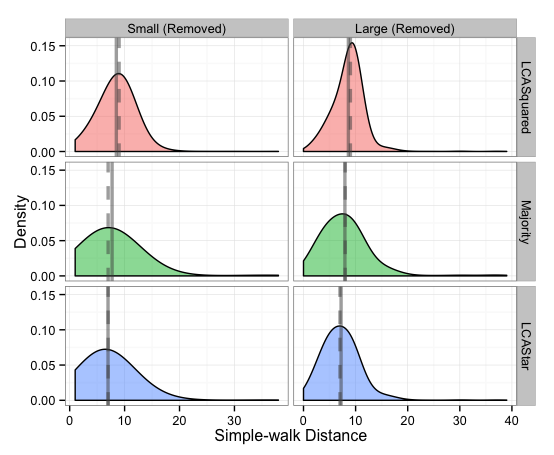 Small (Removed)
Large (Removed)
Density
0.15
0.10
0.05
0.00
LCASquared
0.15
0.10
0.05
0.00
Majority
0.15
0.10
0.05
0.00
LCAStar
0 10 20 30
0 10 20 30 40
Simple-walk Distance